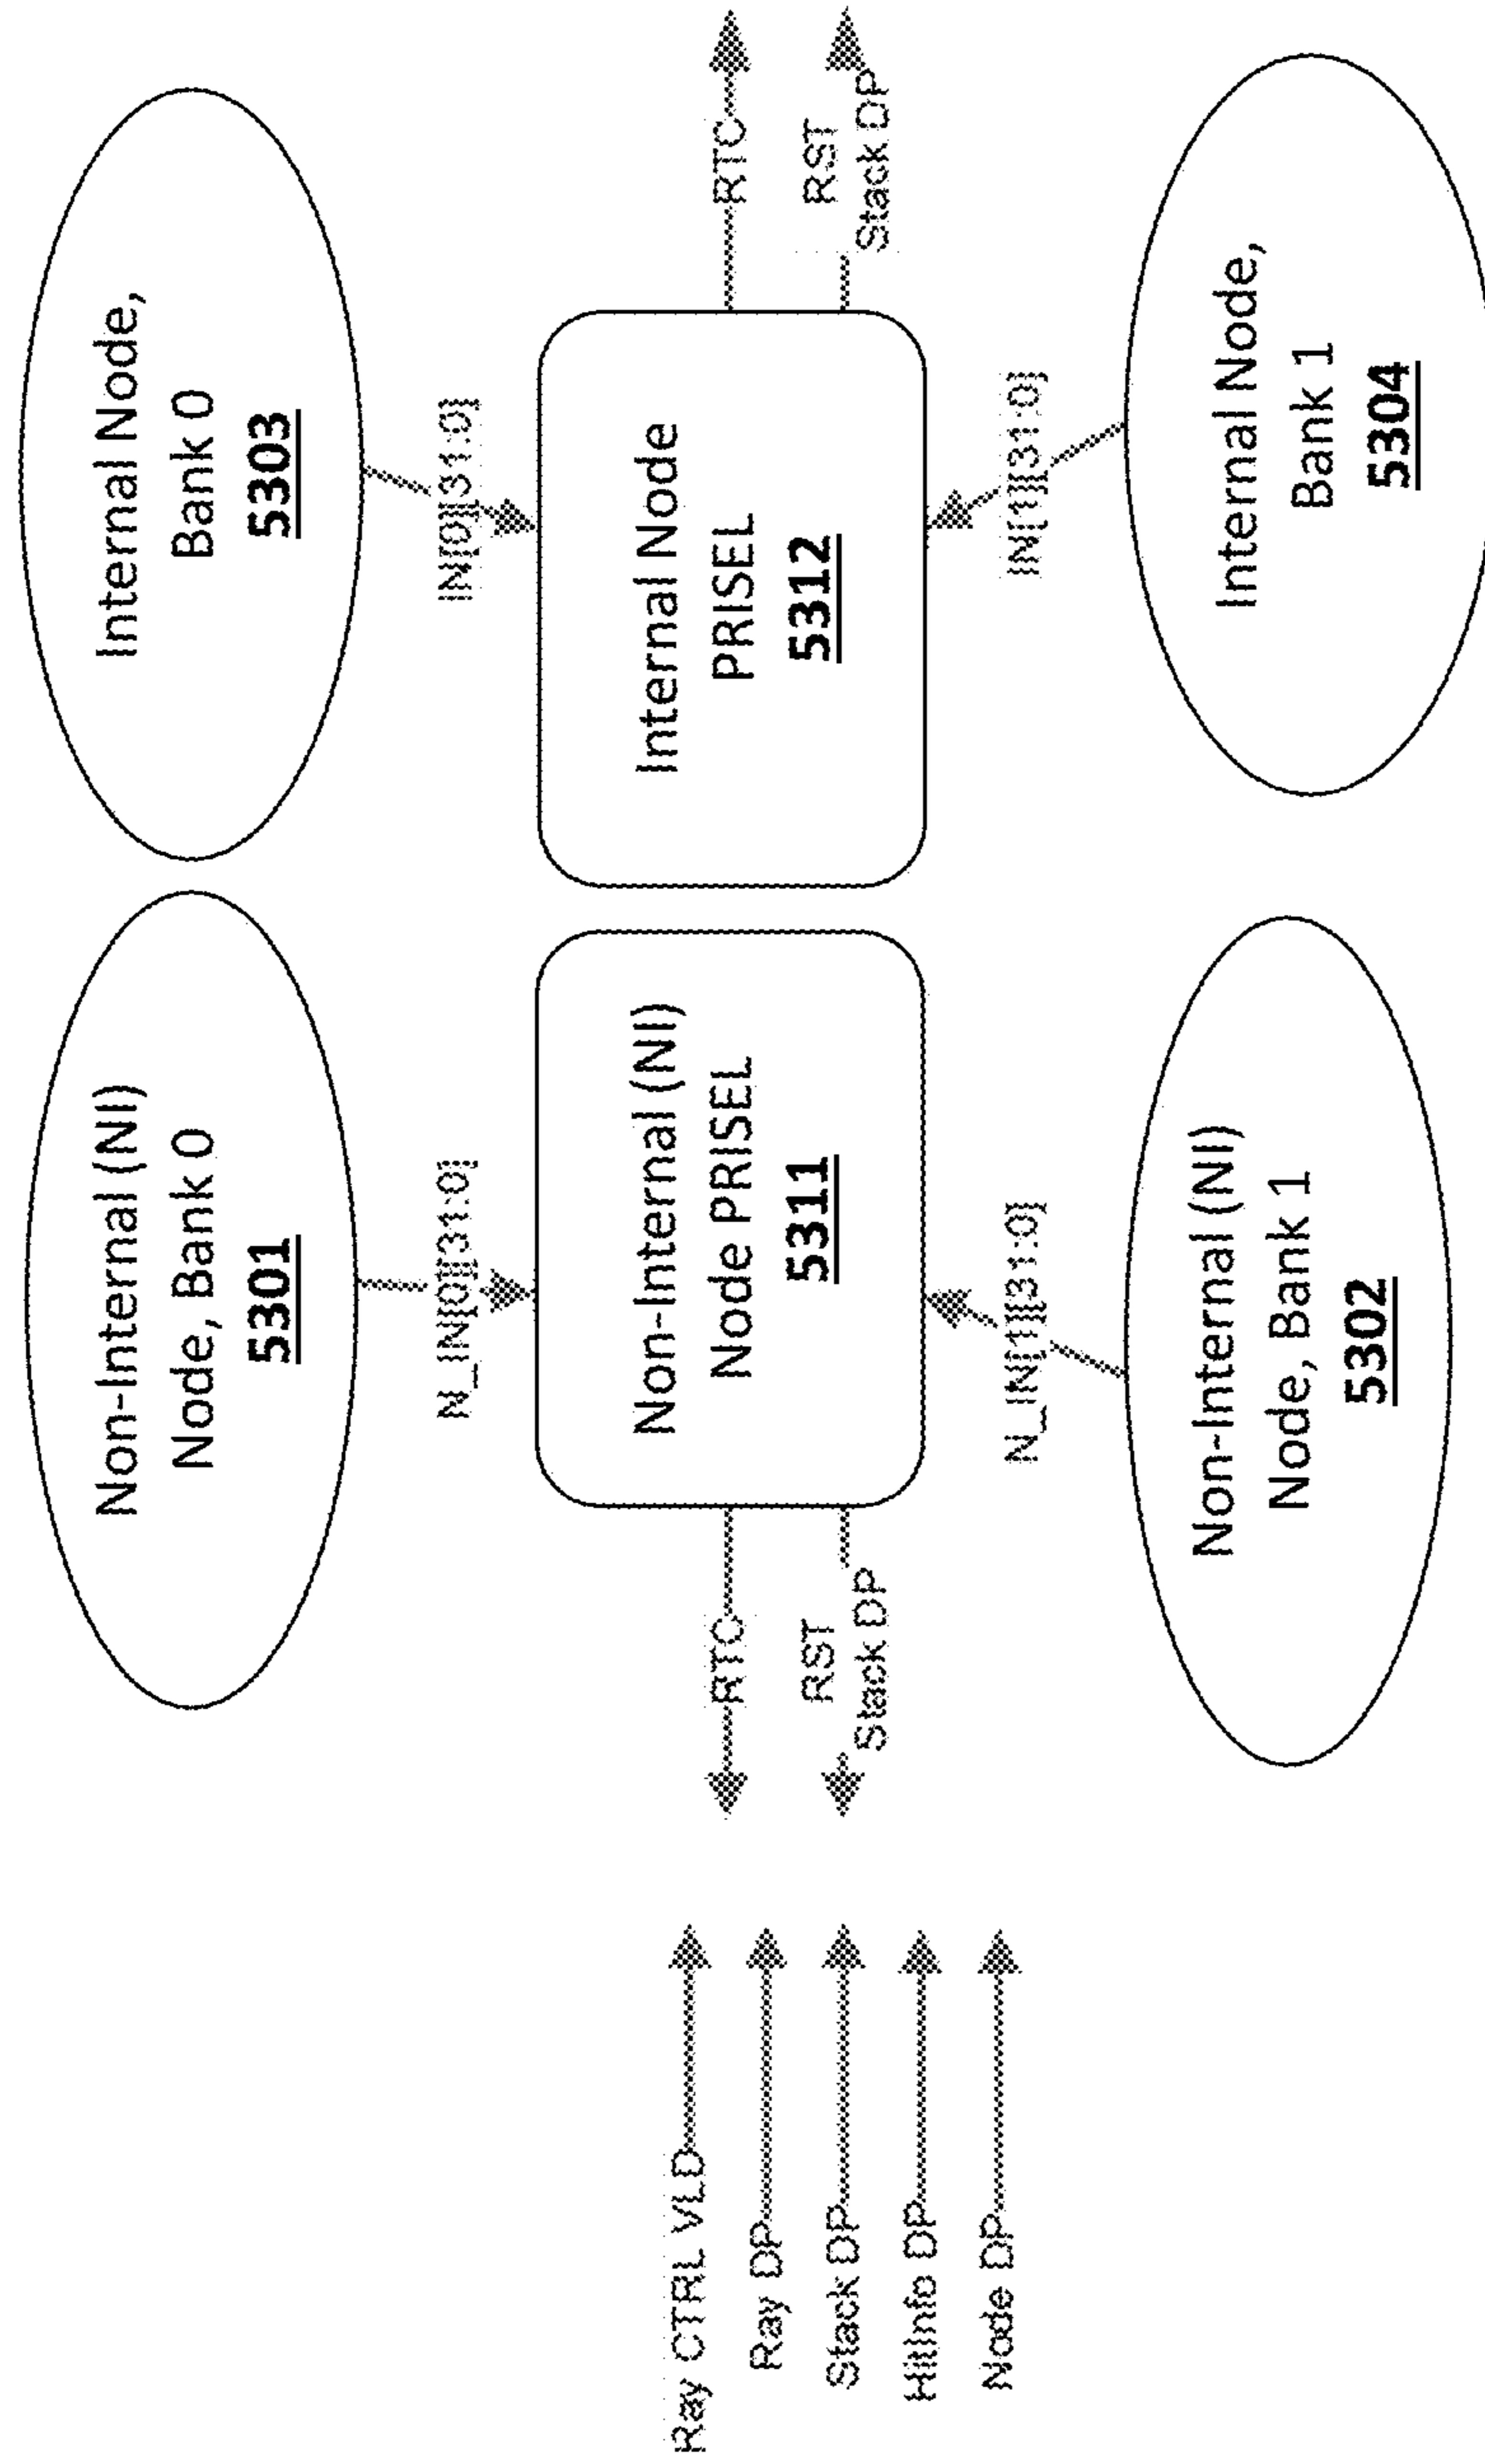 Non-Internal (NI)
Node, Bank 0
5301
Internal Node,
Bank 0
5303
N_IN[0][31:0]
IN[0][31:0]
Ray CTRL VLD
Ray DP
Stack DP
HitInfo DP
Node DP
RTC
RST
Stack DP
Non-Internal (NI)
Node PRISEL
5311
Internal Node
PRISEL
5312
RTC
RST
Stack DP
N_IN[1][31:0]
IN[1][31:0]
Non-Internal (NI)
Node, Bank 1
5302
Internal Node,
Bank 1
5304